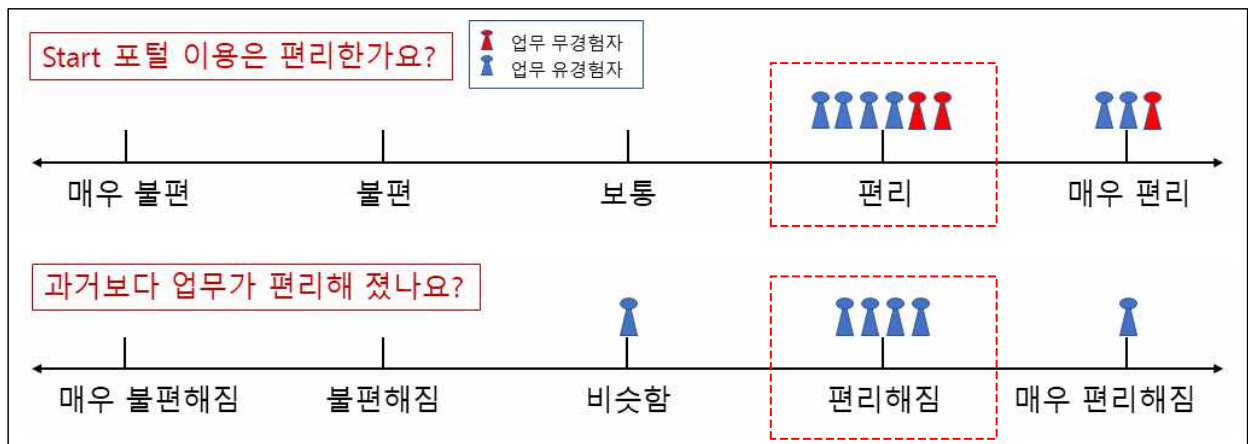 Start 포털 이용은 편리한가요?
업무 무경험자
업무 유경험자
매우 불편
불편
보통
편리
매우 편리
과거보다 업무가 편리해 졌나요?
매우 불편해짐
불편해짐
비슷함
편리해짐
매우 편리해짐